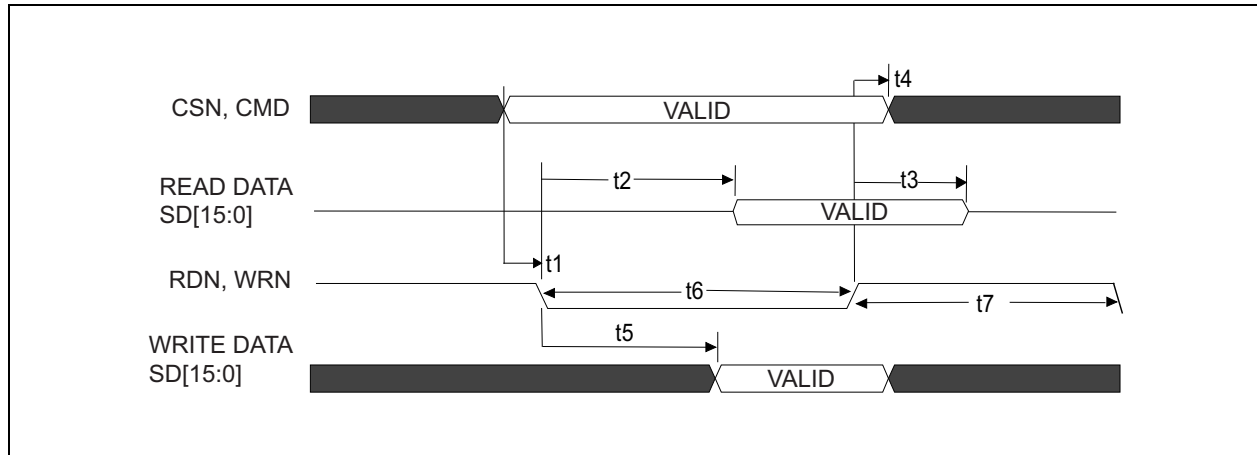 t4
CSN, CMD
VALID
READ DATA
SD[15:0]
t2
t3
VALID
t1
RDN, WRN
t6
t7
t5
WRITE DATA
SD[15:0]
VALID